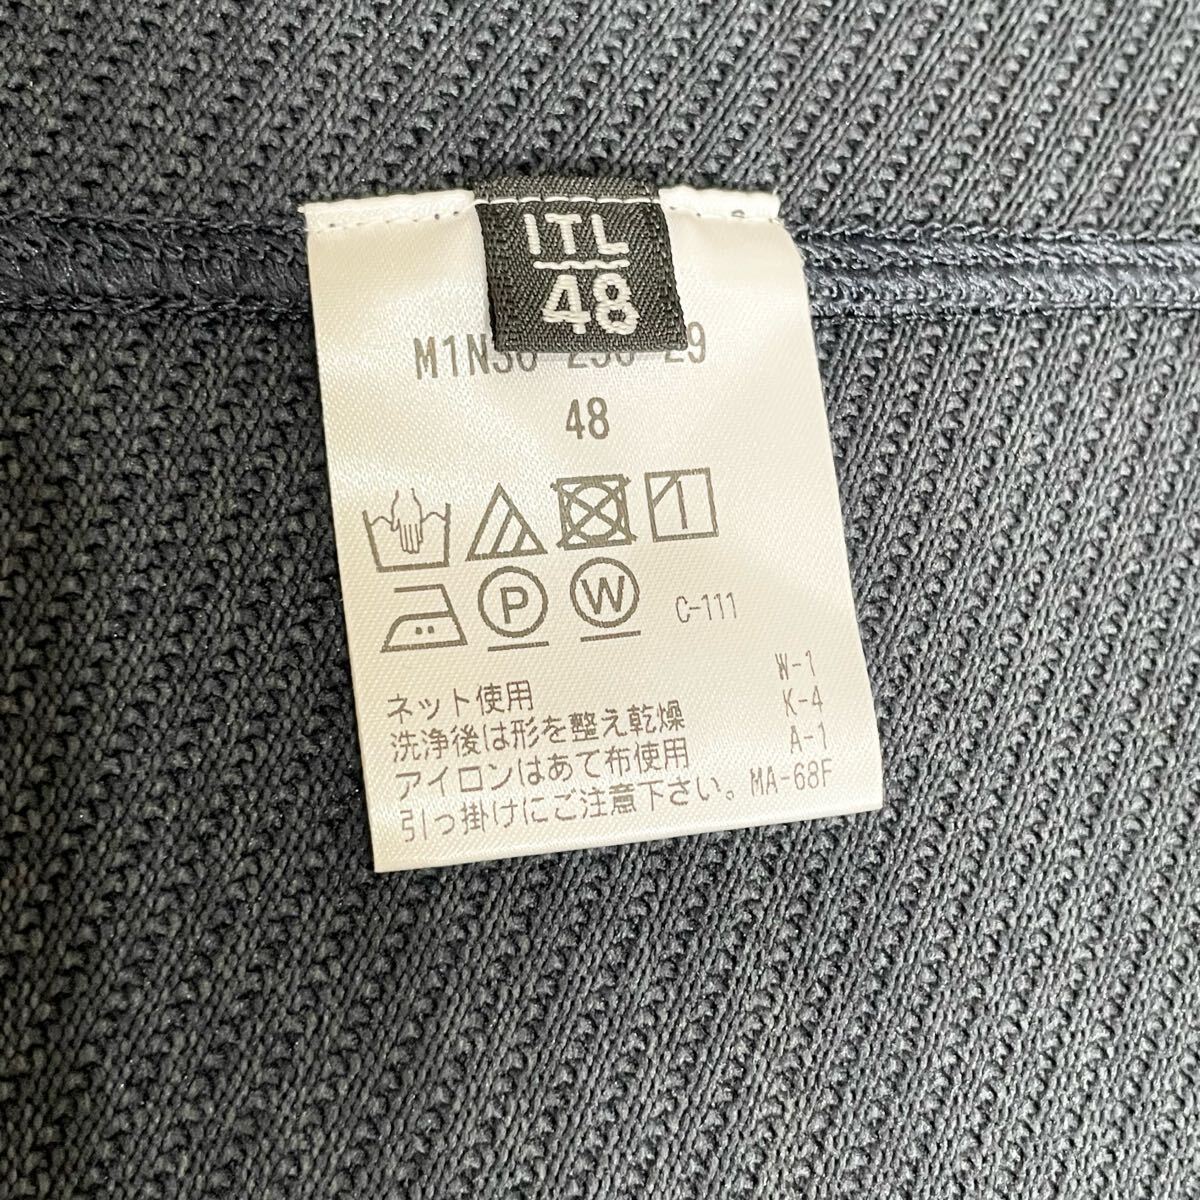 ITL
48
48
P W C-111
W-1
ネット使用 K-4
洗浄後は形を整え乾燥 A-1
アイロンはあて布使用
引っ掛けにご注意下さい。 MA-68F